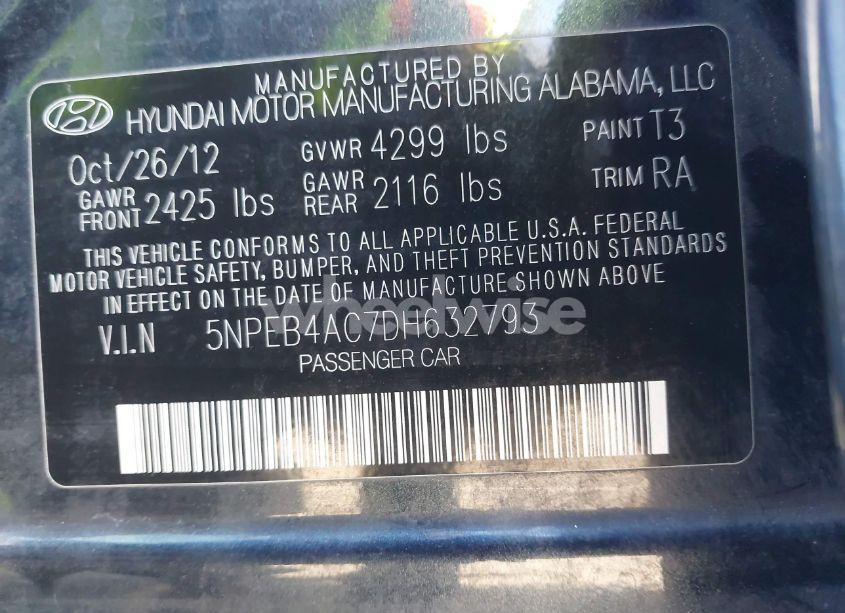 MANUFACTURED BY
HYUNDAI MOTOR MANUFACTURING ALABAMA, LLC
Oct/26/12 GVWR 4299 lbs PAINT T3
GAWR FRONT 2425 lbs GAWR REAR 2116 lbs TRIM RA
THIS VEHICLE CONFORMS TO ALL APPLICABLE U.S.A. FEDERAL
MOTOR VEHICLE SAFETY, BUMPER, AND THEFT PREVENTION STANDARDS
IN EFFECT ON THE DATE OF MANUFACTURE SHOWN ABOVE
wheelwise
V.I.N 5NPEB4AC7DH632793
PASSENGER CAR